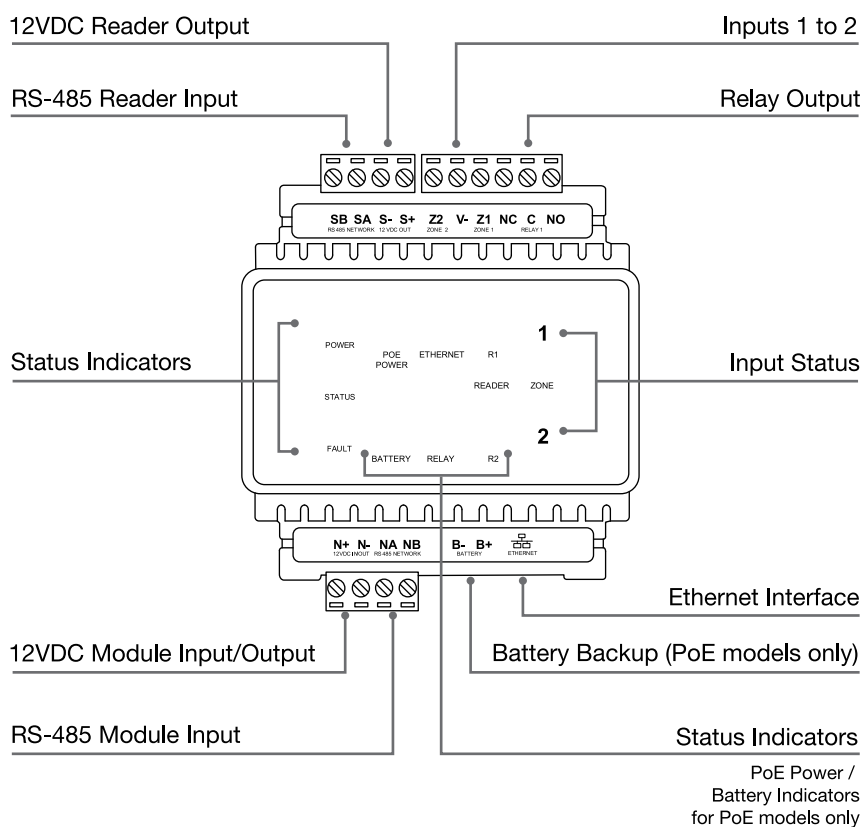 12VDC Reader Output
Inputs 1 to 2
RS-485 Reader Input
Relay Output
SB SA S- S+ Z2 V- Z1 NC C NO
RS485 NETWORK 12 VDC OUT ZONE 2 ZONE 1 RELAY 1
1
POWER
POE
POWER
ETHERNET
R1
Status Indicators
Input Status
READER
ZONE
STATUS
2
FAULT
BATTERY
RELAY
R2
N+ N- NA NB B- B+
12VDC IN/OUT RS485 NETWORK BATTERY ETHERNET
Ethernet Interface
12VDC Module Input/Output
Battery Backup (PoE models only)
RS-485 Module Input
Status Indicators
PoE Power /
Battery Indicators
for PoE models only